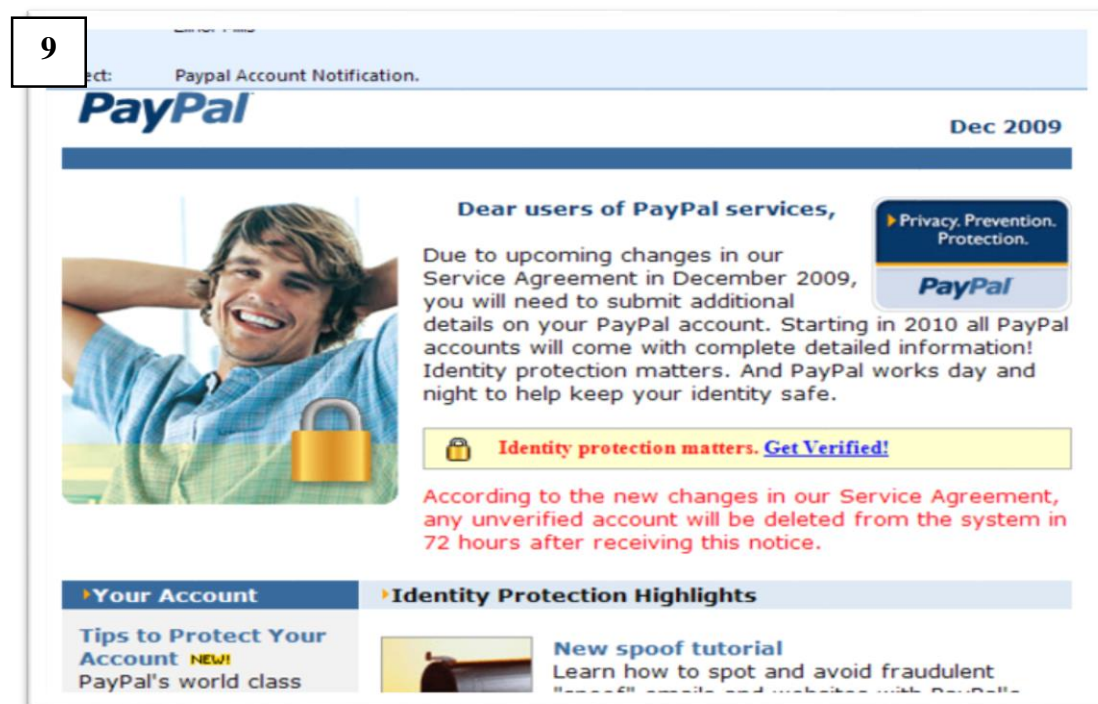 9
ect: Paypal Account Notification.
PayPal
Dec 2009
Dear users of PayPal services,
Privacy. Prevention.
Protection.
PayPal
Due to upcoming changes in our
Service Agreement in December 2009,
you will need to submit additional
details on your PayPal account. Starting in 2010 all PayPal
accounts will come with complete detailed information!
Identity protection matters. And PayPal works day and
night to help keep your identity safe.
Identity protection matters. Get Verified!
According to the new changes in our Service Agreement,
any unverified account will be deleted from the system in
72 hours after receiving this notice.
Your Account
Identity Protection Highlights
Tips to Protect Your
Account NEW!
PayPal's world class
New spoof tutorial
Learn how to spot and avoid fraudulent
"spoof" emails and websites with PayPal's